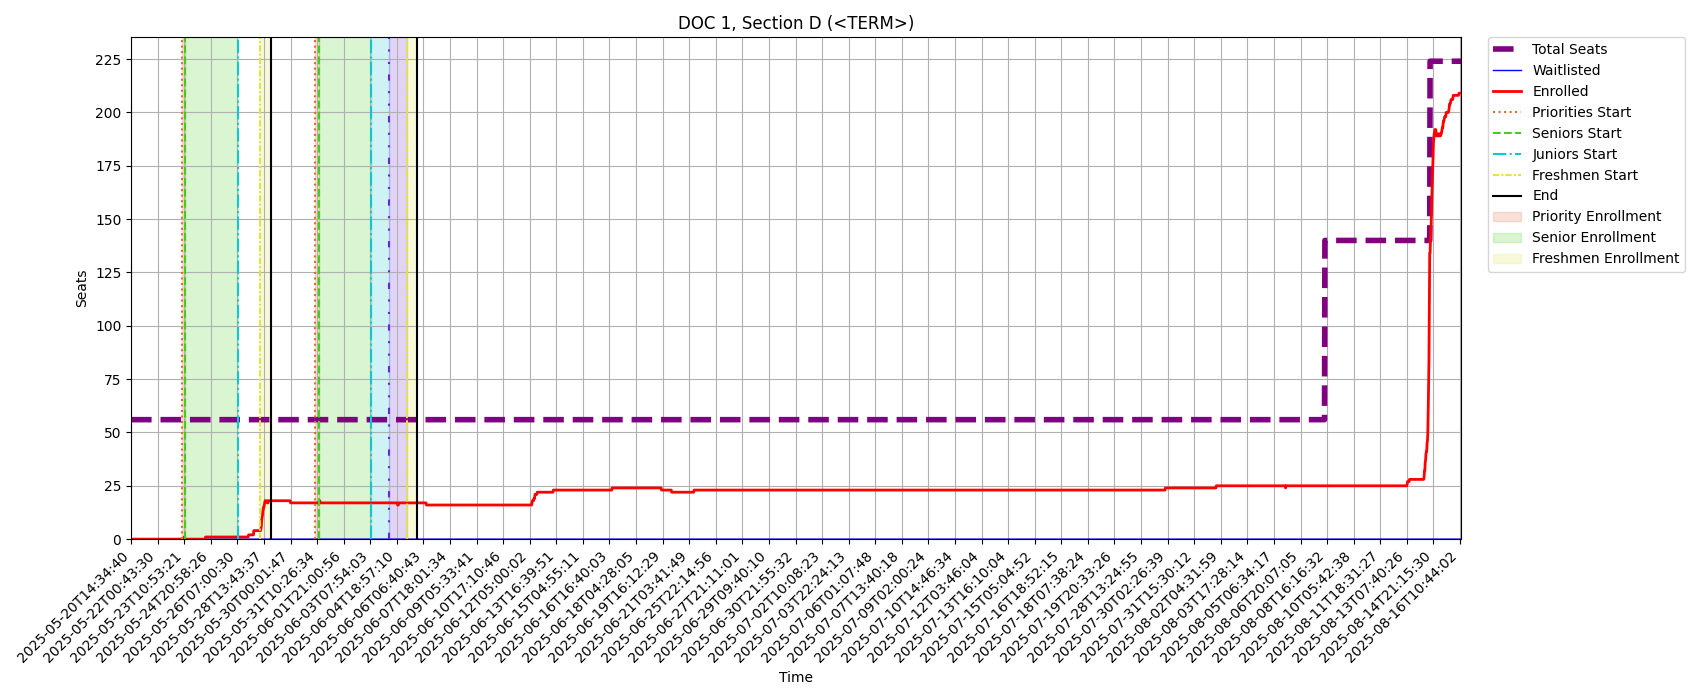 DOC 1, Section D (<TERM>)
Total Seats
Waitlisted
Enrolled
Priorities Start
Seniors Start
Juniors Start
Freshmen Start
End
Priority Enrollment
Senior Enrollment
Freshmen Enrollment
Seats
225
200
175
150
125
100
75
50
25
0
2025-05-20T14:34:40
2025-05-22T00:43:30
2025-05-23T10:53:21
2025-05-24T20:58:26
2025-05-26T07:00:30
2025-05-28T13:43:37
2025-05-30T00:01:47
2025-05-31T10:26:34
2025-06-01T21:00:56
2025-06-03T07:54:03
2025-06-04T18:57:10
2025-06-06T06:40:43
2025-06-07T18:01:34
2025-06-09T05:33:41
2025-06-10T17:10:46
2025-06-12T05:00:02
2025-06-13T16:39:51
2025-06-15T04:55:11
2025-06-16T16:40:03
2025-06-18T04:28:05
2025-06-19T16:12:29
2025-06-21T03:41:49
2025-06-25T22:14:56
2025-06-27T21:11:01
2025-06-29T09:40:10
2025-06-30T21:55:32
2025-07-02T10:08:23
2025-07-03T22:24:13
2025-07-06T01:07:48
2025-07-07T13:40:18
2025-07-09T02:00:24
2025-07-10T14:46:34
2025-07-12T03:46:04
2025-07-13T16:10:04
2025-07-15T05:04:52
2025-07-16T18:52:15
2025-07-18T07:38:24
2025-07-19T20:33:26
2025-07-28T13:24:55
2025-07-30T02:26:39
2025-07-31T15:30:12
2025-08-02T04:31:59
2025-08-03T17:28:14
2025-08-05T06:34:17
2025-08-06T20:07:05
2025-08-08T16:16:32
2025-08-10T05:42:38
2025-08-11T18:31:27
2025-08-13T07:40:26
2025-08-14T21:15:30
2025-08-16T10:44:02
Time